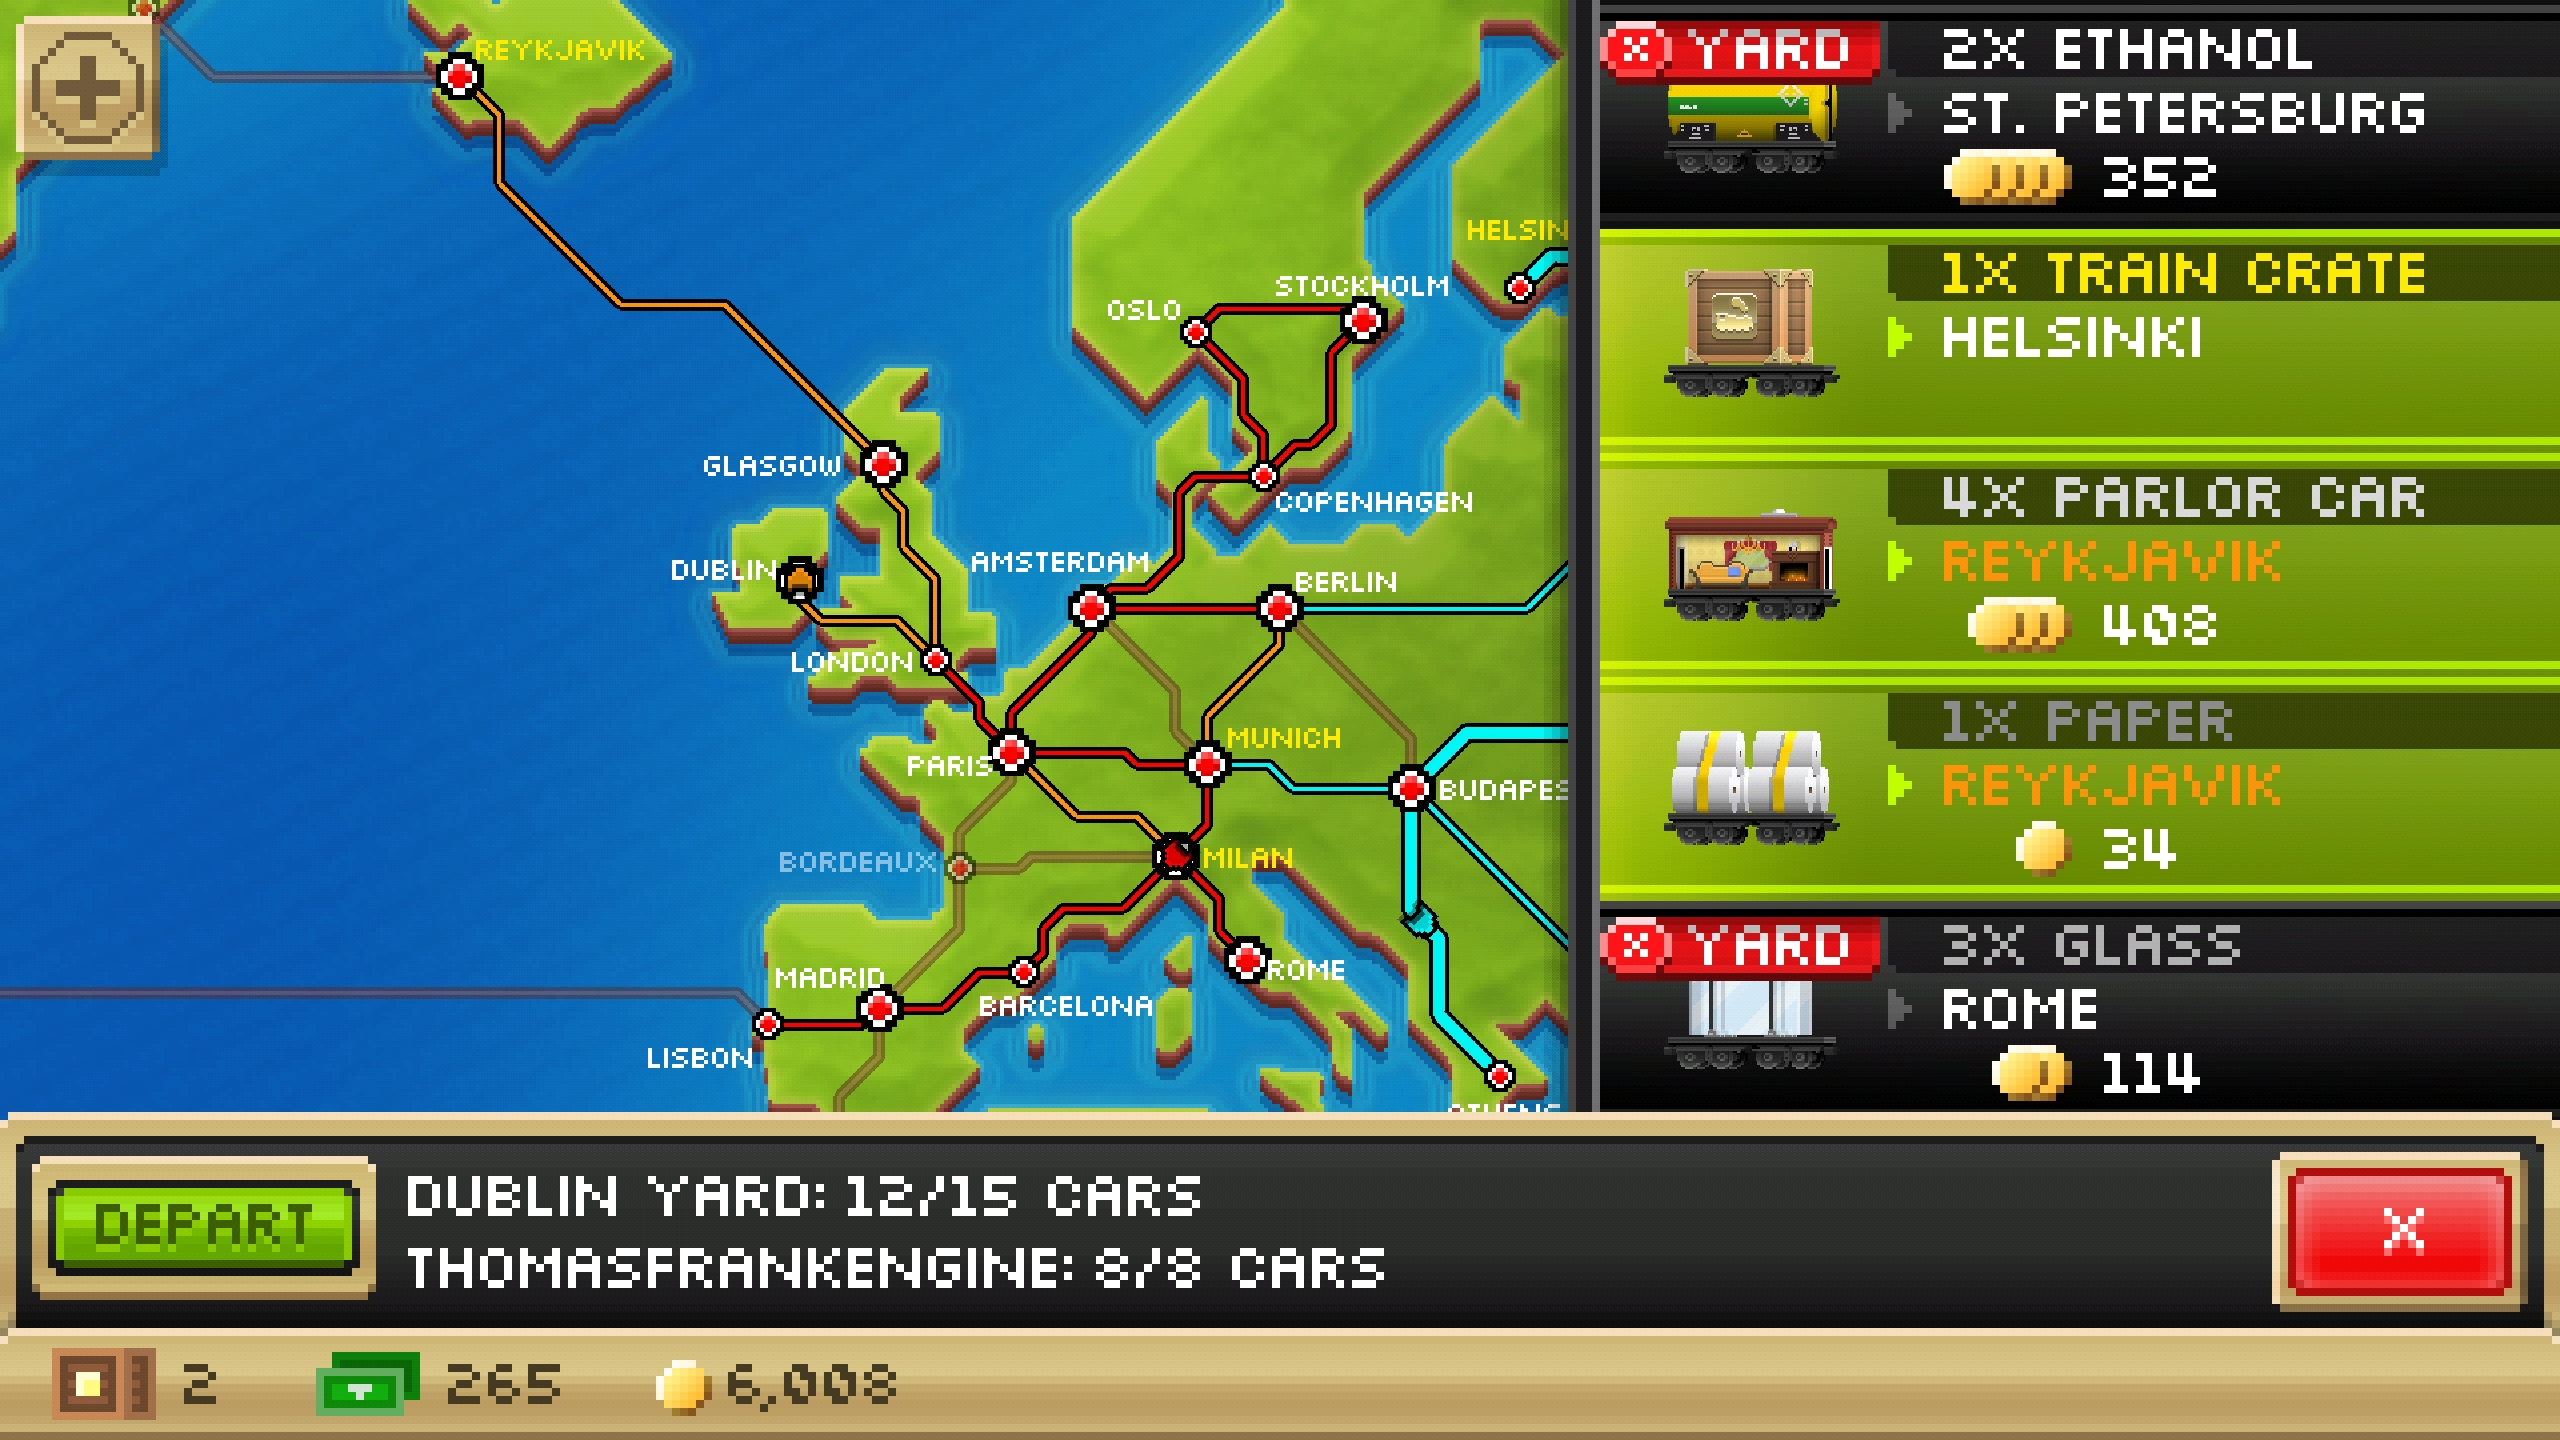 REYKJAVIK
HELSIN
STOCKHOLM
OSLO
GLASGOW
COPENHAGEN
DUBLIN
AMSTERDAM
BERLIN
LONDON
MUNICH
PARIS
BUDAPES
BORDEAUX
MILAN
MADRID
ROME
BARCELONA
LISBON
ATHENS
X YARD
2X ETHANOL
ST. PETERSBURG
352
1X TRAIN CRATE
HELSINKI
4X PARLOR CAR
REYKJAVIK
408
1X PAPER
REYKJAVIK
34
X YARD
3X GLASS
ROME
114
DEPART
DUBLIN YARD: 12/15 CARS
THOMASFRANKENGINE: 8/8 CARS
X
2
265
6,008